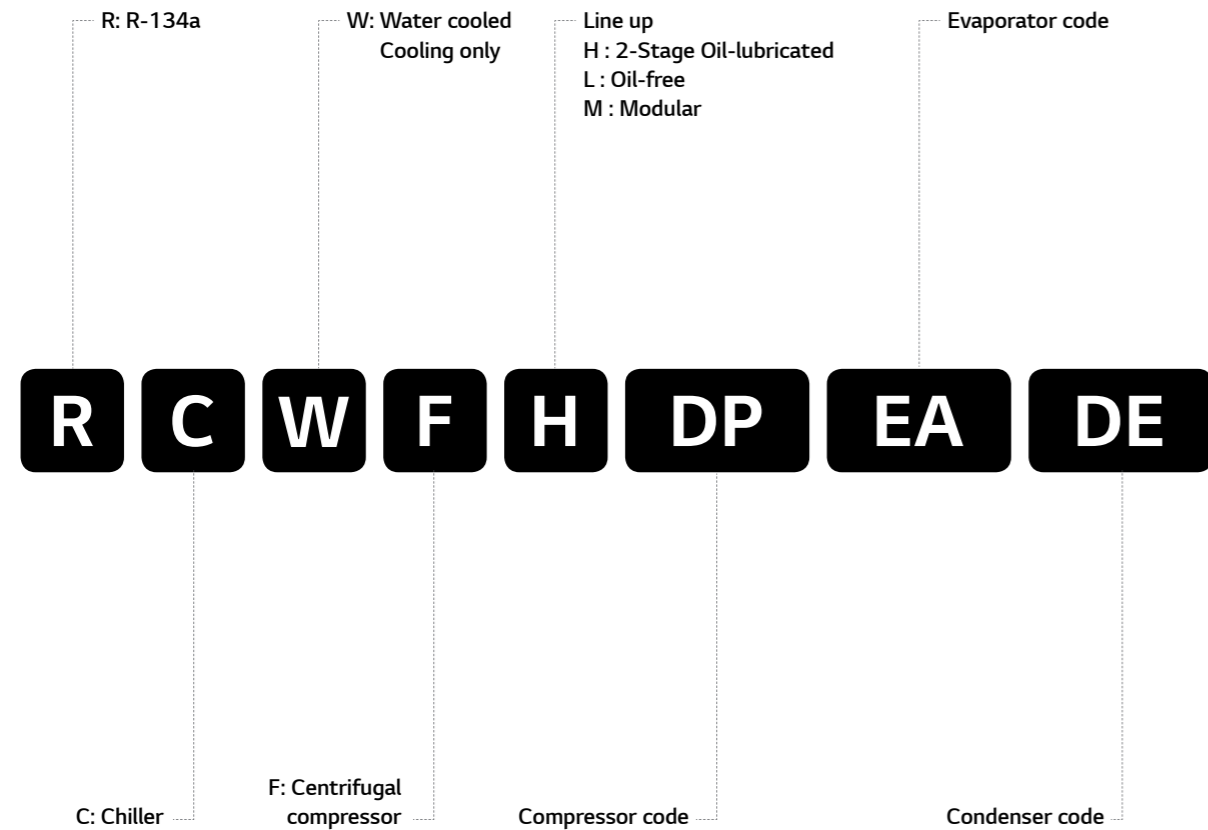 R: R-134a
W: Water cooled
Cooling only
Line up
H : 2-Stage Oil-lubricated
L : Oil-free
M : Modular
Evaporator code
R C W F H DP EA DE
C: Chiller
F: Centrifugal
compressor
Compressor code
Condenser code